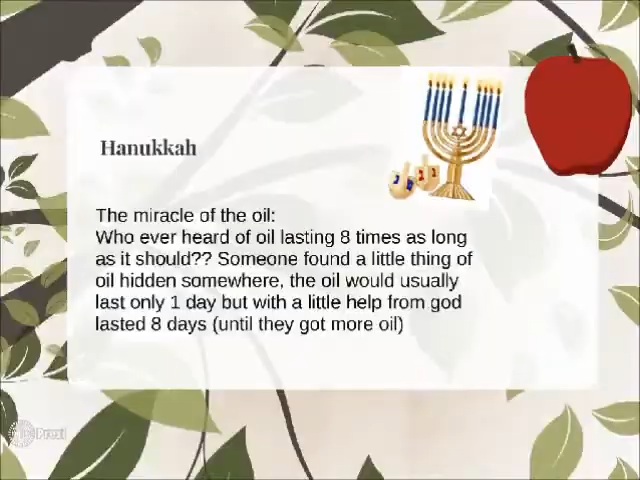 Hanukkah
The miracle of the oil:
Who ever heard of oil lasting 8 times as long
as it should?? Someone found a little thing of
oil hidden somewhere, the oil would usually
last only 1 day but with a little help from god
lasted 8 days (until they got more oil)
Prezi